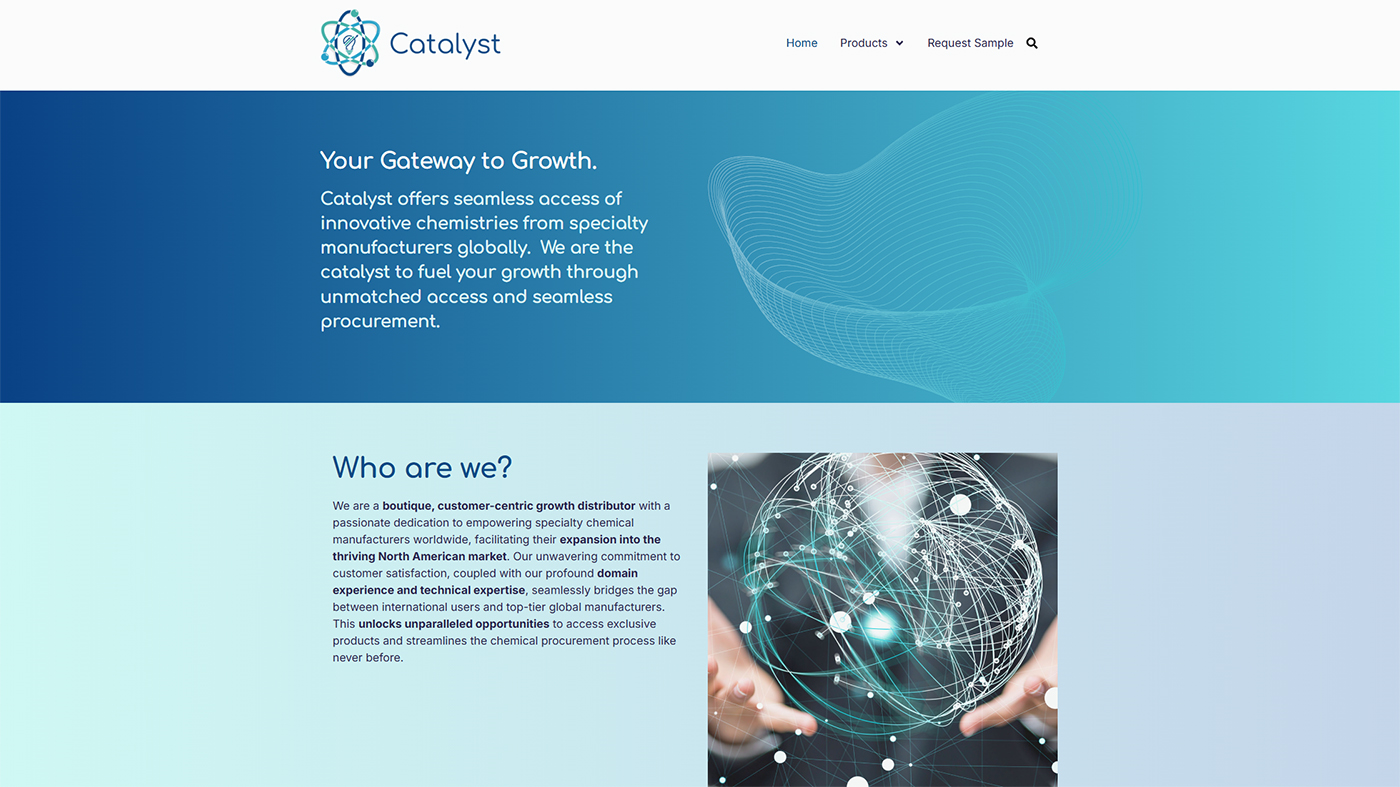 Catalyst
Home Products Request Sample
Your Gateway to Growth.
Catalyst offers seamless access of
innovative chemistries from specialty
manufacturers globally.  We are the
catalyst to fuel your growth through
unmatched access and seamless
procurement.
Who are we?
We are a boutique, customer-centric growth distributor with a
passionate dedication to empowering specialty chemical
manufacturers worldwide, facilitating their expansion into the
thriving North American market. Our unwavering commitment to
customer satisfaction, coupled with our profound domain
experience and technical expertise, seamlessly bridges the gap
between international users and top-tier global manufacturers.
This unlocks unparalleled opportunities to access exclusive
products and streamlines the chemical procurement process like
never before.